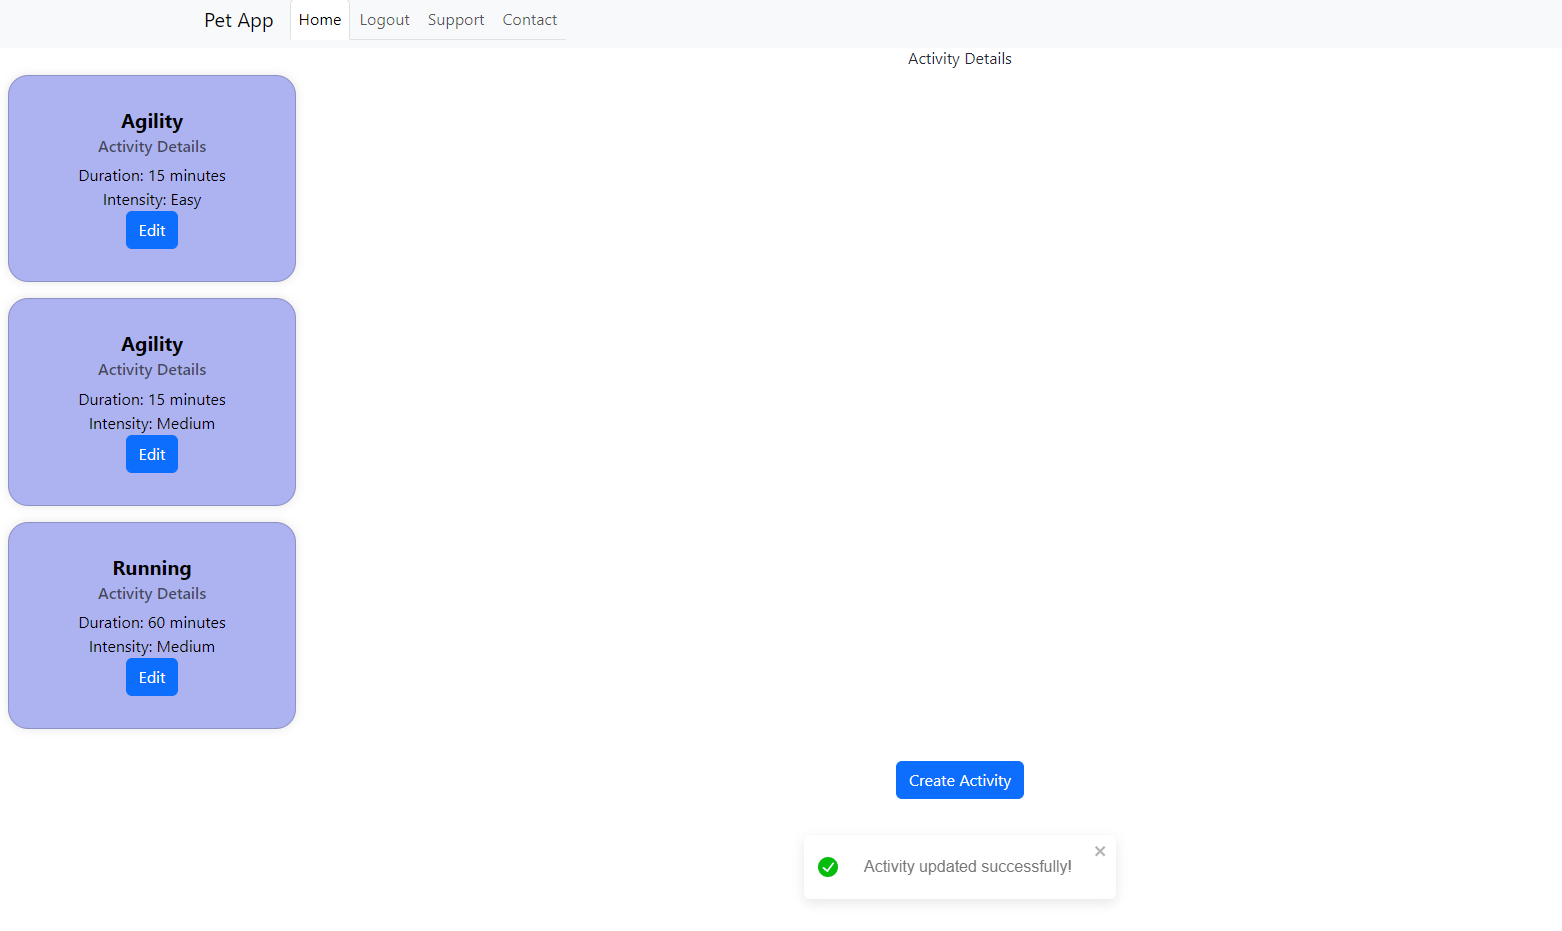 Pet App Home Logout Support Contact
Activity Details
Agility
Activity Details
Duration: 15 minutes
Intensity: Easy
Edit
Agility
Activity Details
Duration: 15 minutes
Intensity: Medium
Edit
Running
Activity Details
Duration: 60 minutes
Intensity: Medium
Edit
Create Activity
Activity updated successfully!